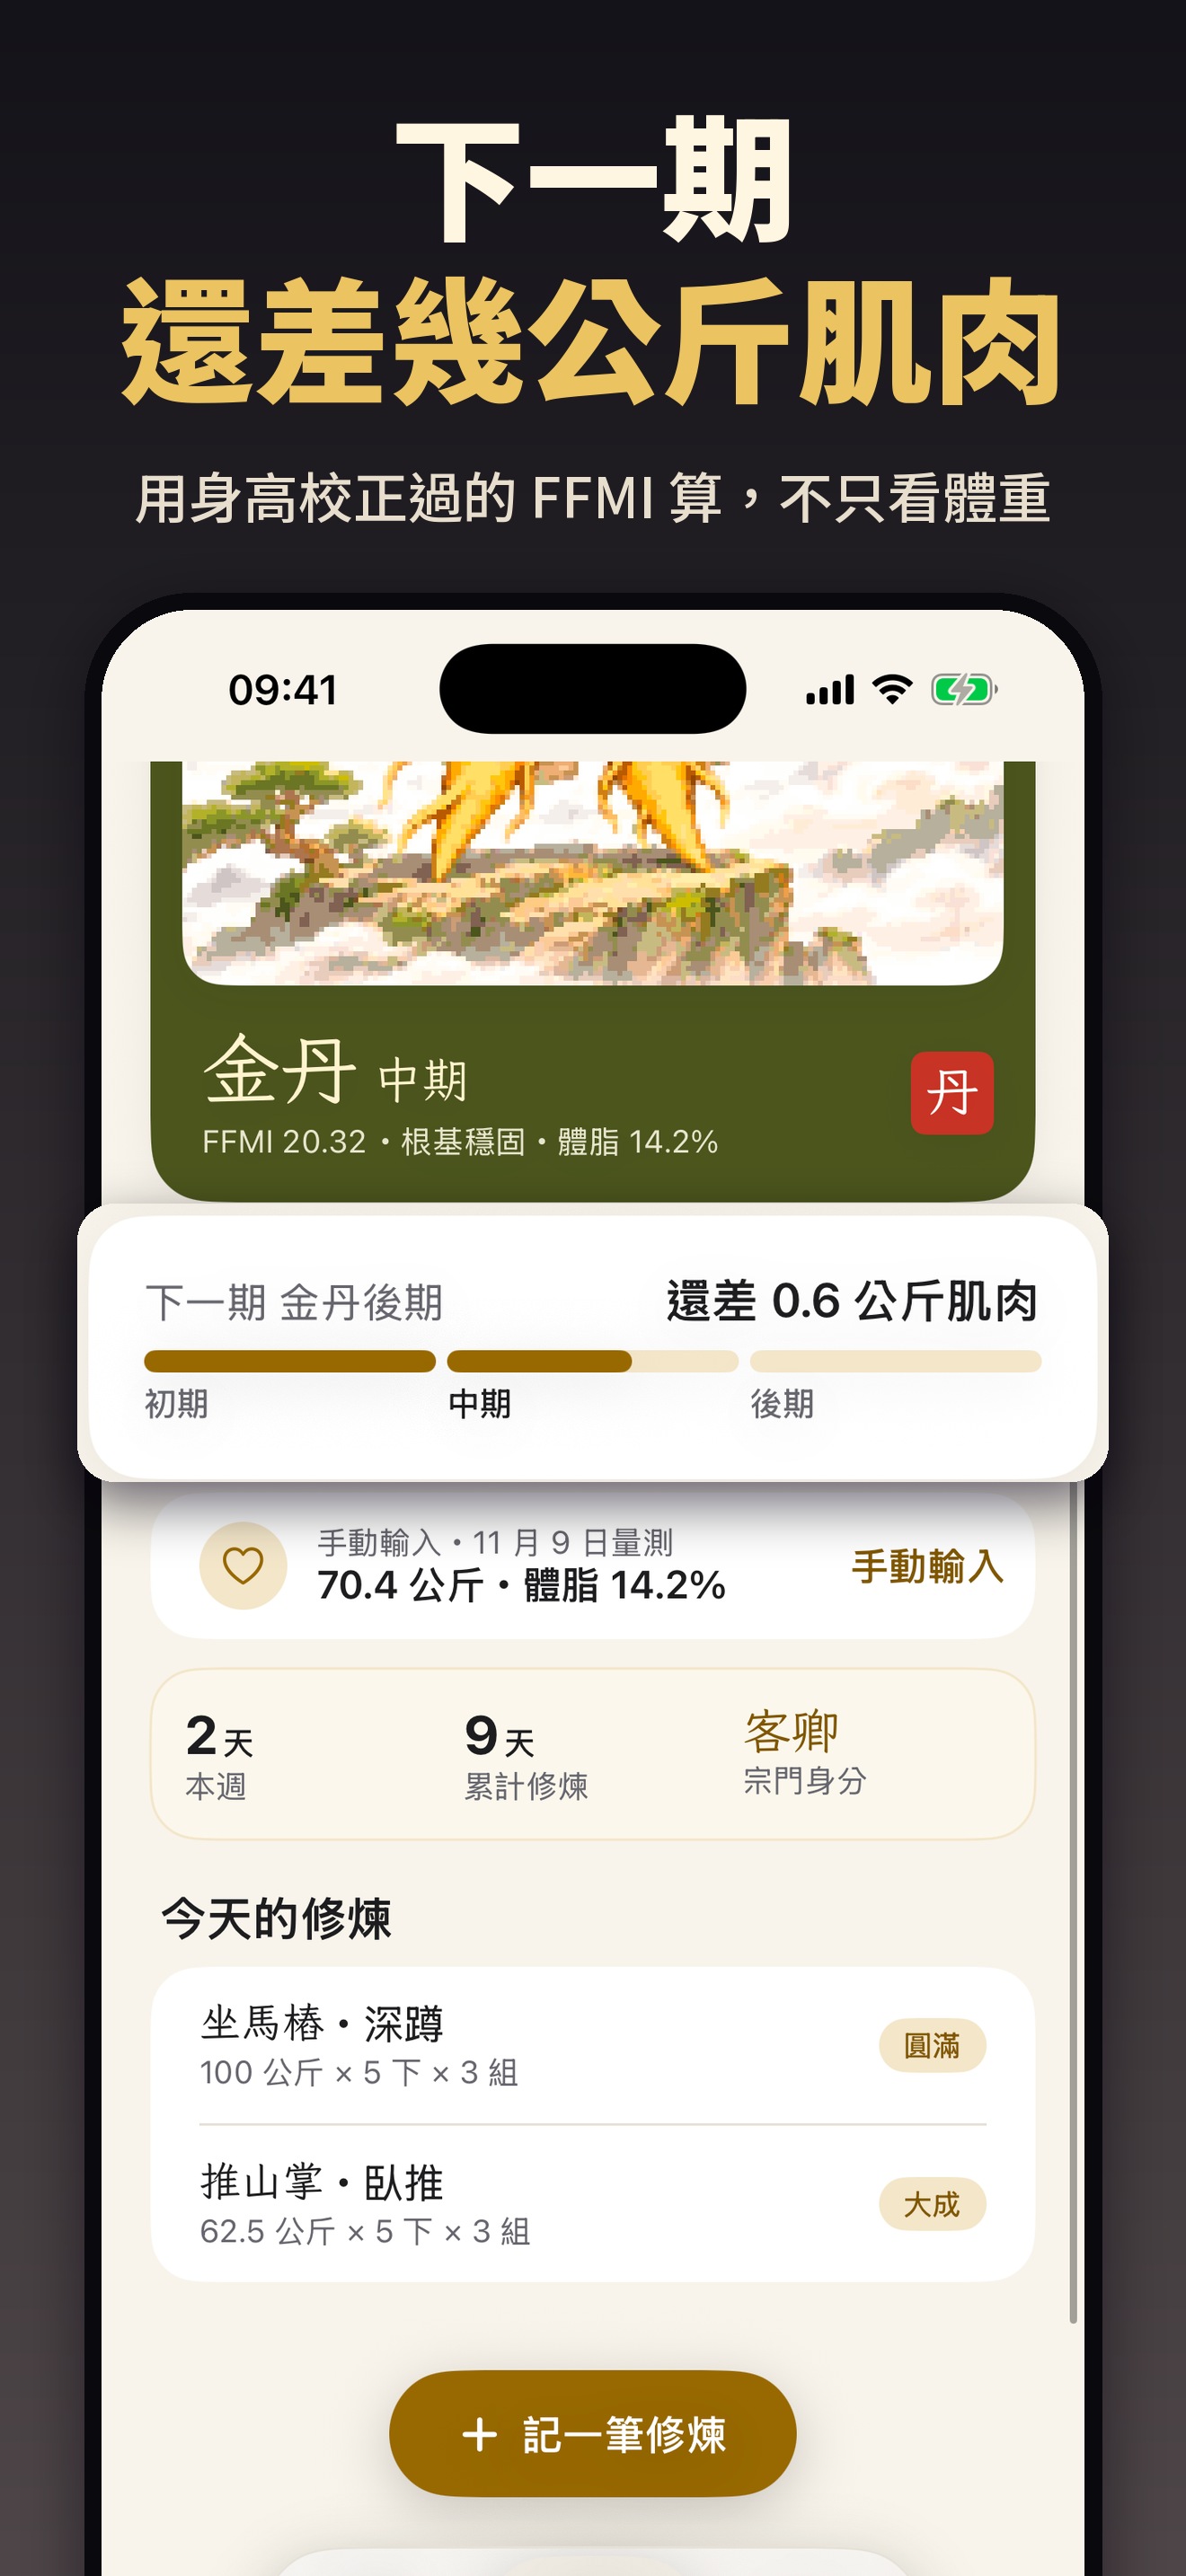 下一期
還差幾公斤肌肉
用身高校正過的 FFMI 算，不只看體重
09:41
金丹 中期
丹
FFMI 20.32・根基穩固・體脂 14.2%
下一期 金丹後期
還差 0.6 公斤肌肉
初期 中期 後期
手動輸入・11 月 9 日量測
70.4 公斤・體脂 14.2%
手動輸入
2 天 9 天 客卿
本週 累計修煉 宗門身分
今天的修煉
坐馬樁・深蹲
100 公斤 × 5 下 × 3 組
圓滿
推山掌・臥推
62.5 公斤 × 5 下 × 3 組
大成
+ 記一筆修煉